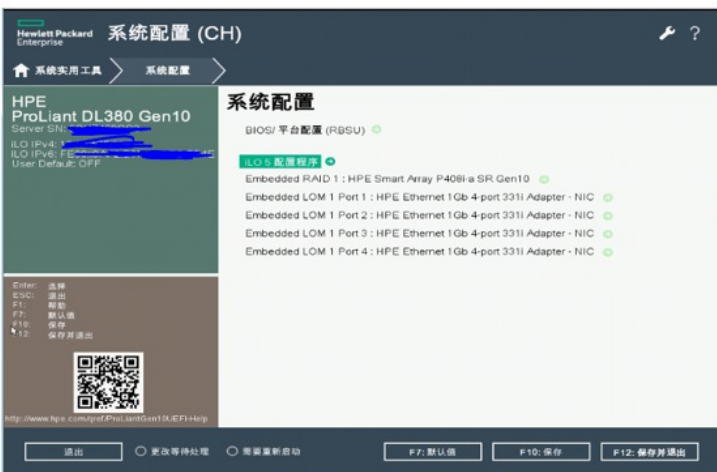 Hewlett Packard
Enterprise
系统配置 (CH)
?
系统实用工具
系统配置
HPE
ProLiant DL380 Gen10
Server SN:
iLO IPv4: 1
iLO IPv6: FE
User Default: OFF
Enter: 选择
ESC: 退出
F1: 帮助
F7: 默认值
F10: 保存
F12: 保存并退出
http://www.hpe.com/qref/ProLiantGen10UEFI-Help
系统配置
BIOS/ 平台配置 (RBSU)
iLO 5 配置程序
Embedded RAID 1 : HPE Smart Array P408i-a SR Gen10
Embedded LOM 1 Port 1 : HPE Ethernet 1Gb 4-port 331i Adapter - NIC
Embedded LOM 1 Port 2 : HPE Ethernet 1Gb 4-port 331i Adapter - NIC
Embedded LOM 1 Port 3 : HPE Ethernet 1Gb 4-port 331i Adapter - NIC
Embedded LOM 1 Port 4 : HPE Ethernet 1Gb 4-port 331i Adapter - NIC
退出
更改等待处理
需要重新启动
F7: 默认值
F10: 保存
F12: 保存并退出